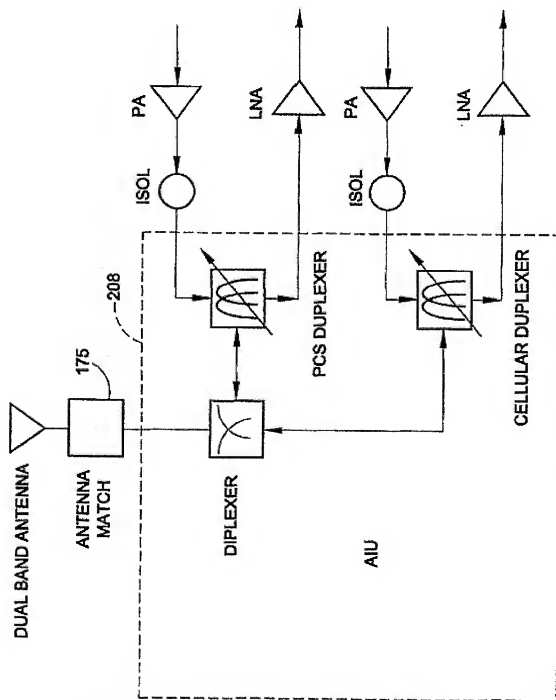 DUAL BAND ANTENNA
175
ANTENNA
MATCH
208
DIPLEXER
AIU
PCS DUPLEXER
CELLULAR DUPLEXER
ISOL
PA
LNA
ISOL
PA
LNA